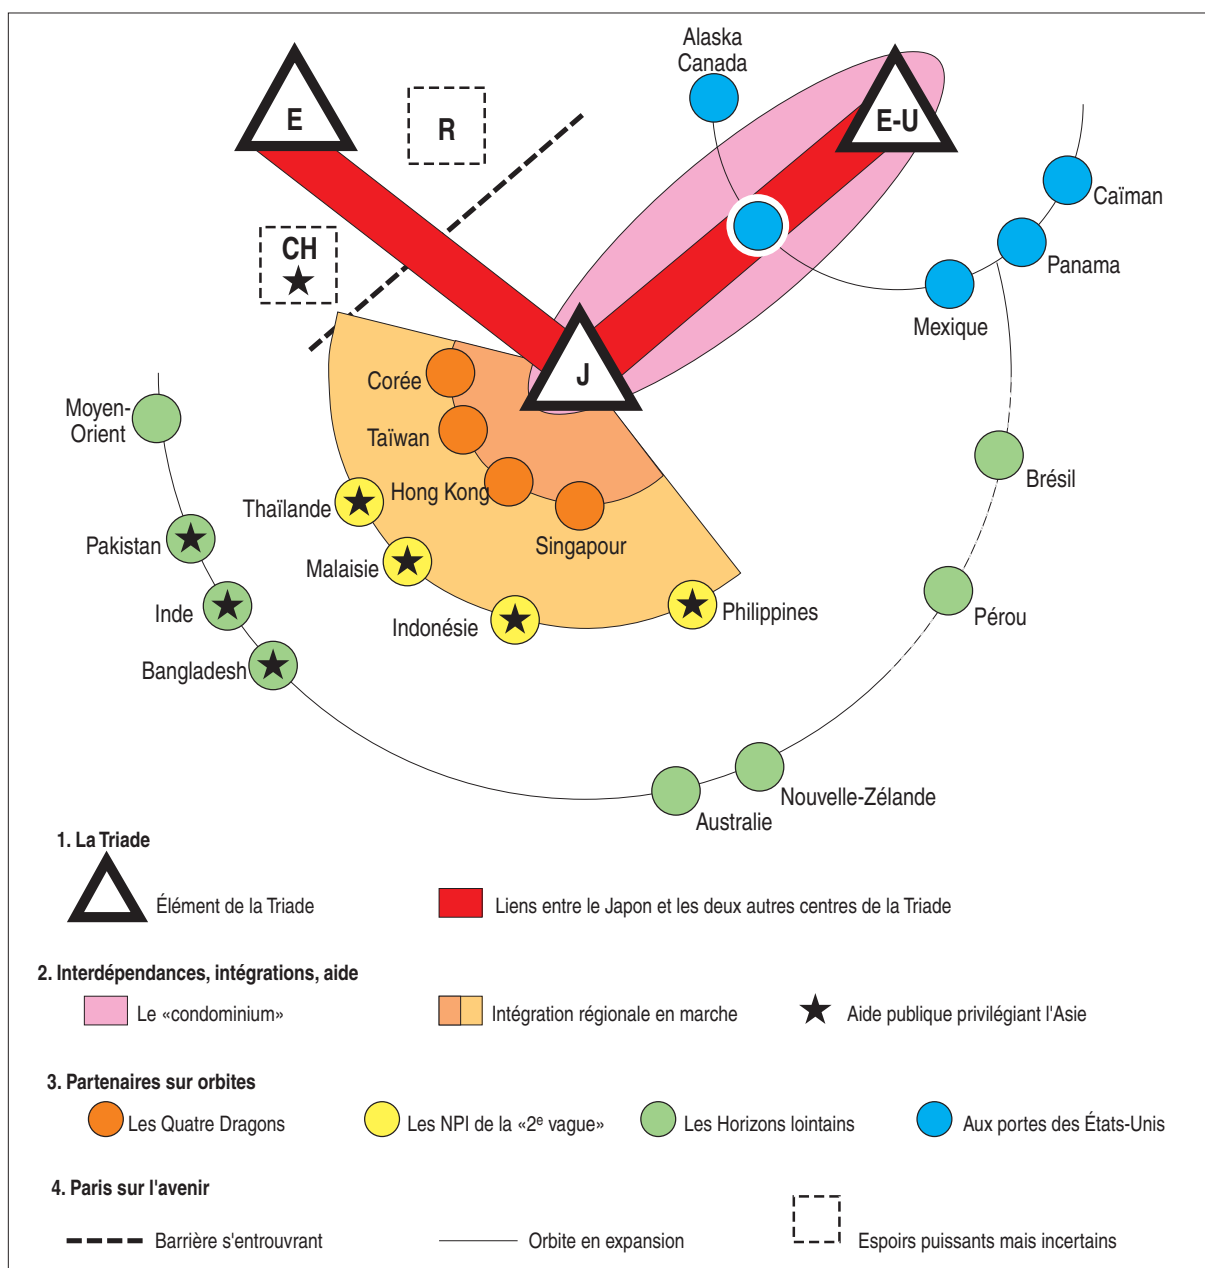 Alaska
Canada
E
R
E-U
Caïman
CH
Panama
Mexique
J
Corée
Moyen-
Orient
Taïwan
Brésil
Hong Kong
Thaïlande
Pakistan
Singapour
Malaisie
Inde
Indonésie
Philippines
Pérou
Bangladesh
Nouvelle-Zélande
Australie
1. La Triade
Élément de la Triade
Liens entre le Japon et les deux autres centres de la Triade
2. Interdépendances, intégrations, aide
Le «condominium»
Intégration régionale en marche
Aide publique privilégiant l'Asie
3. Partenaires sur orbites
Les Quatre Dragons
Les NPI de la «2e vague»
Les Horizons lointains
Aux portes des États-Unis
4. Paris sur l'avenir
Barrière s'entrouvrant
Orbite en expansion
Espoirs puissants mais incertains